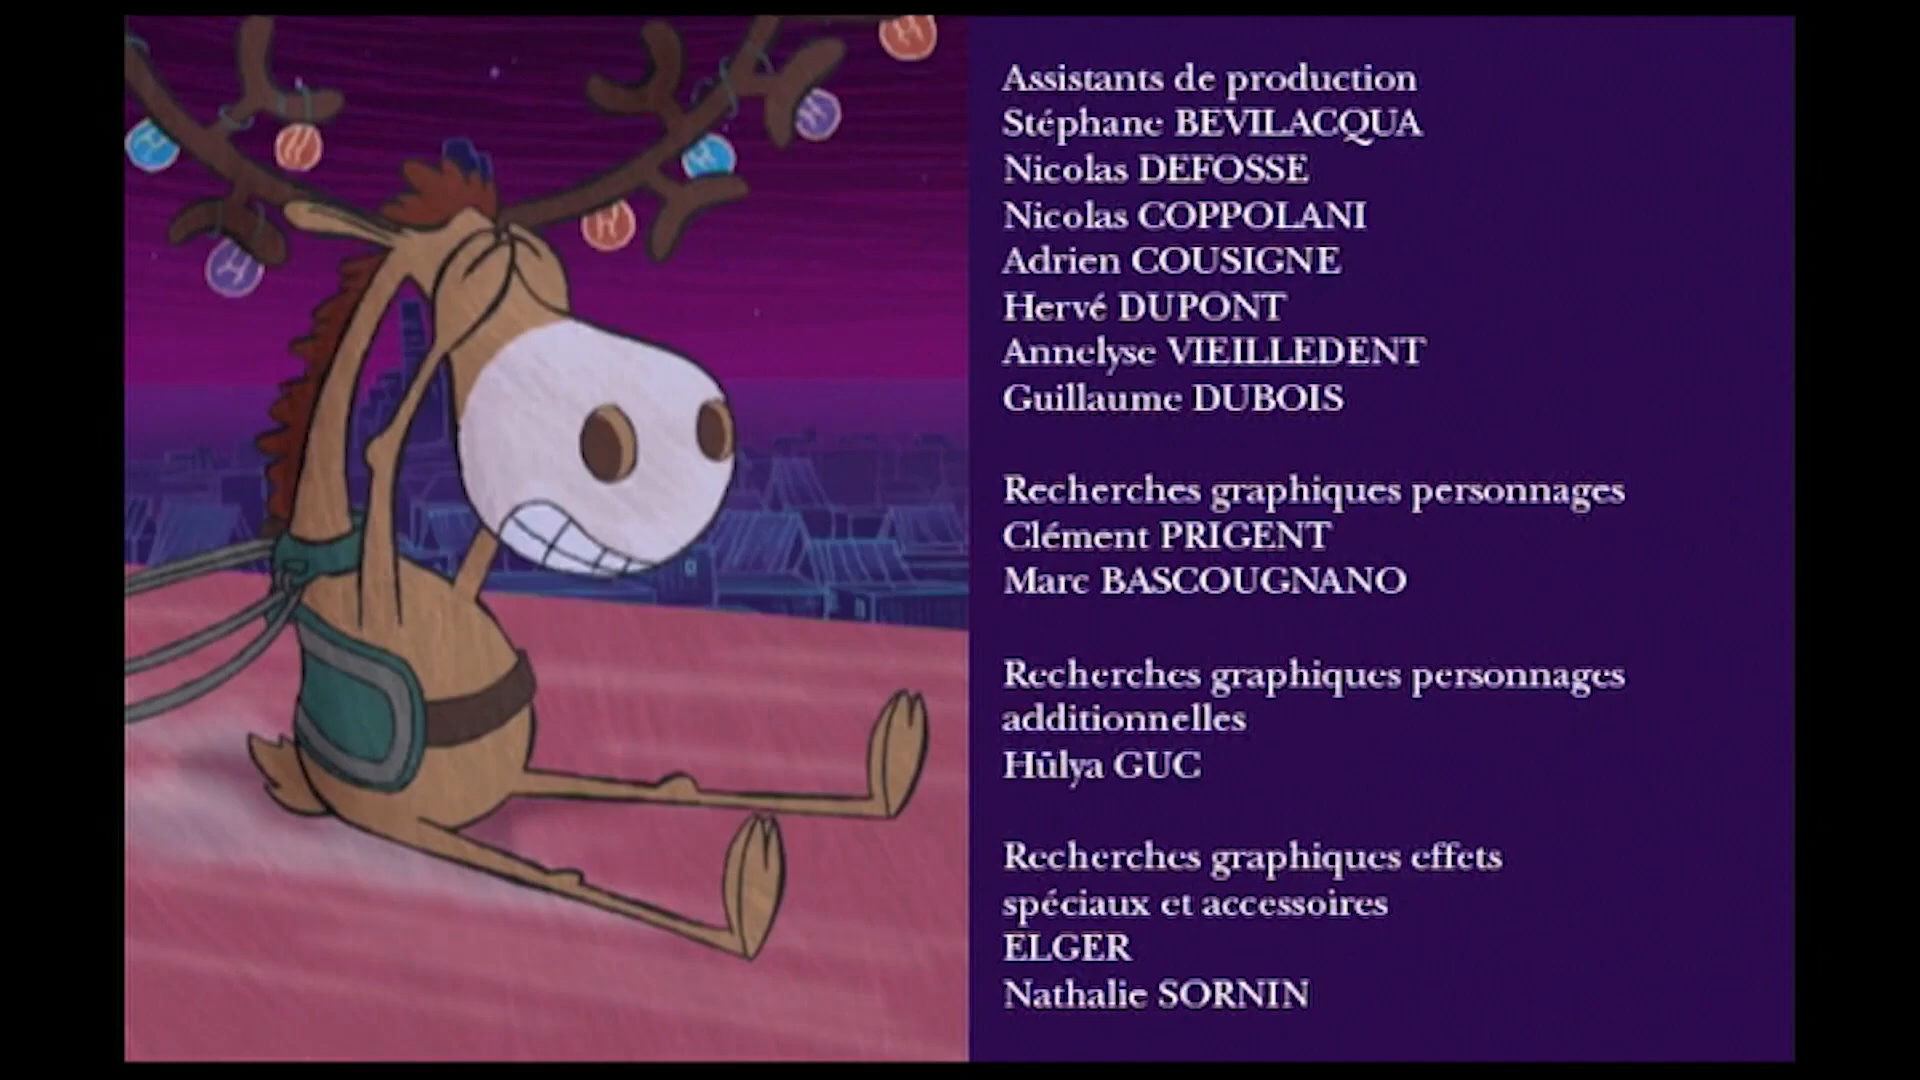 H
H
H
H
H
H
H
Assistants de production
Stéphane BEVILACQUA
Nicolas DEFOSSE
Nicolas COPPOLANI
Adrien COUSIGNE
Hervé DUPONT
Annelyse VIEILLEDENT
Guillaume DUBOIS
Recherches graphiques personnages
Clément PRIGENT
Marc BASCOUGNANO
Recherches graphiques personnages
additionnelles
Hülya GUC
Recherches graphiques effets
spéciaux et accessoires
ELGER
Nathalie SORNIN